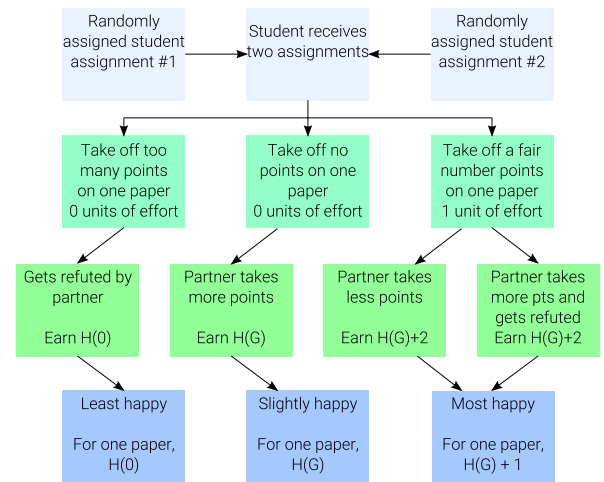 Randomly
assigned student
assignment #1
Student receives
two assignments
Randomly
assigned student
assignment #2
Take off too
many points
on one paper
0 units of effort
Take off no
points on one
paper
0 units of effort
Take off a fair
number points
on one paper
1 unit of effort
Gets refuted by
partner
Earn H(0)
Partner takes
more points
Earn H(G)
Partner takes
less points
Earn H(G)+2
Partner takes
more pts and
gets refuted
Earn H(G)+2
Least happy
For one paper,
H(0)
Slightly happy
For one paper,
H(G)
Most happy
For one paper,
H(G) + 1